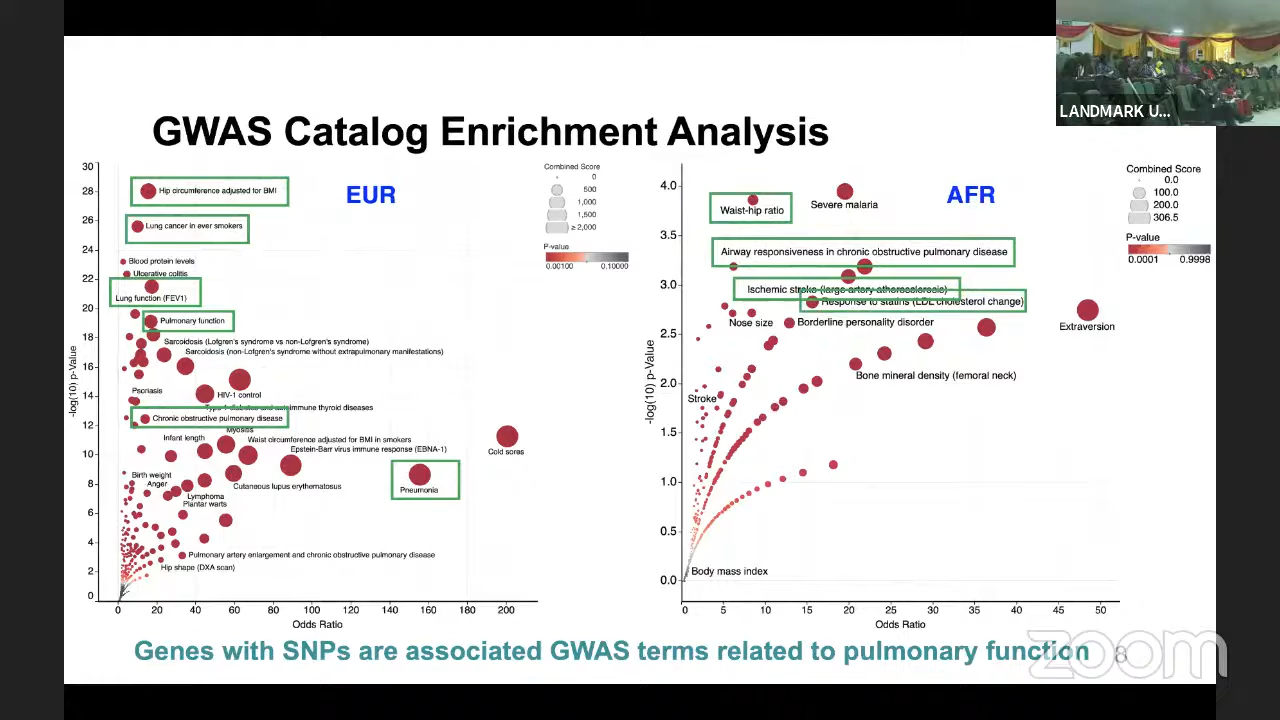 LANDMARK U...
GWAS Catalog Enrichment Analysis
EUR
30
28
26
24
22
20
18
16
14
12
10
8
6
4
2
0
-log(10) p-Value
Hip circumference adjusted for BMI
Lung cancer in ever smokers
Blood protein levels
Ulcerative colitis
Lung function (FEV1)
Pulmonary function
Sarcoidosis (Lofgren's syndrome vs non-Lofgren's syndrome)
Sarcoidosis (non-Lofgren's syndrome without extrapulmonary manifestations)
Psoriasis
HIV-1 control
Type 1 diabetes and autoimmune thyroid diseases
Chronic obstructive pulmonary disease
Myositis
Infant length
Waist circumference adjusted for BMI in smokers
Epstein-Barr virus immune response (EBNA-1)
Cold sores
Birth weight
Anger
Cutaneous lupus erythematosus
Pneumonia
Lymphoma
Plantar warts
Pulmonary artery enlargement and chronic obstructive pulmonary disease
Hip shape (DXA scan)
0 20 40 60 80 100 120 140 160 180 200
Odds Ratio
Combined Score
0
500
1,000
1,500
≥ 2,000
P-value
0.00100 0.10000
AFR
4.0
3.5
3.0
2.5
2.0
1.5
1.0
0.5
0.0
-log(10) p-Value
Waist-hip ratio
Severe malaria
Airway responsiveness in chronic obstructive pulmonary disease
Ischemic stroke (large artery atherosclerosis)
Response to statins (LDL cholesterol change)
Nose size
Borderline personality disorder
Extraversion
Bone mineral density (femoral neck)
Stroke
Body mass index
0 5 10 15 20 25 30 35 40 45 50
Odds Ratio
Combined Score
0.0
100.0
200.0
306.5
P-value
0.0001 0.9998
Genes with SNPs are associated GWAS terms related to pulmonary function
8
zoom